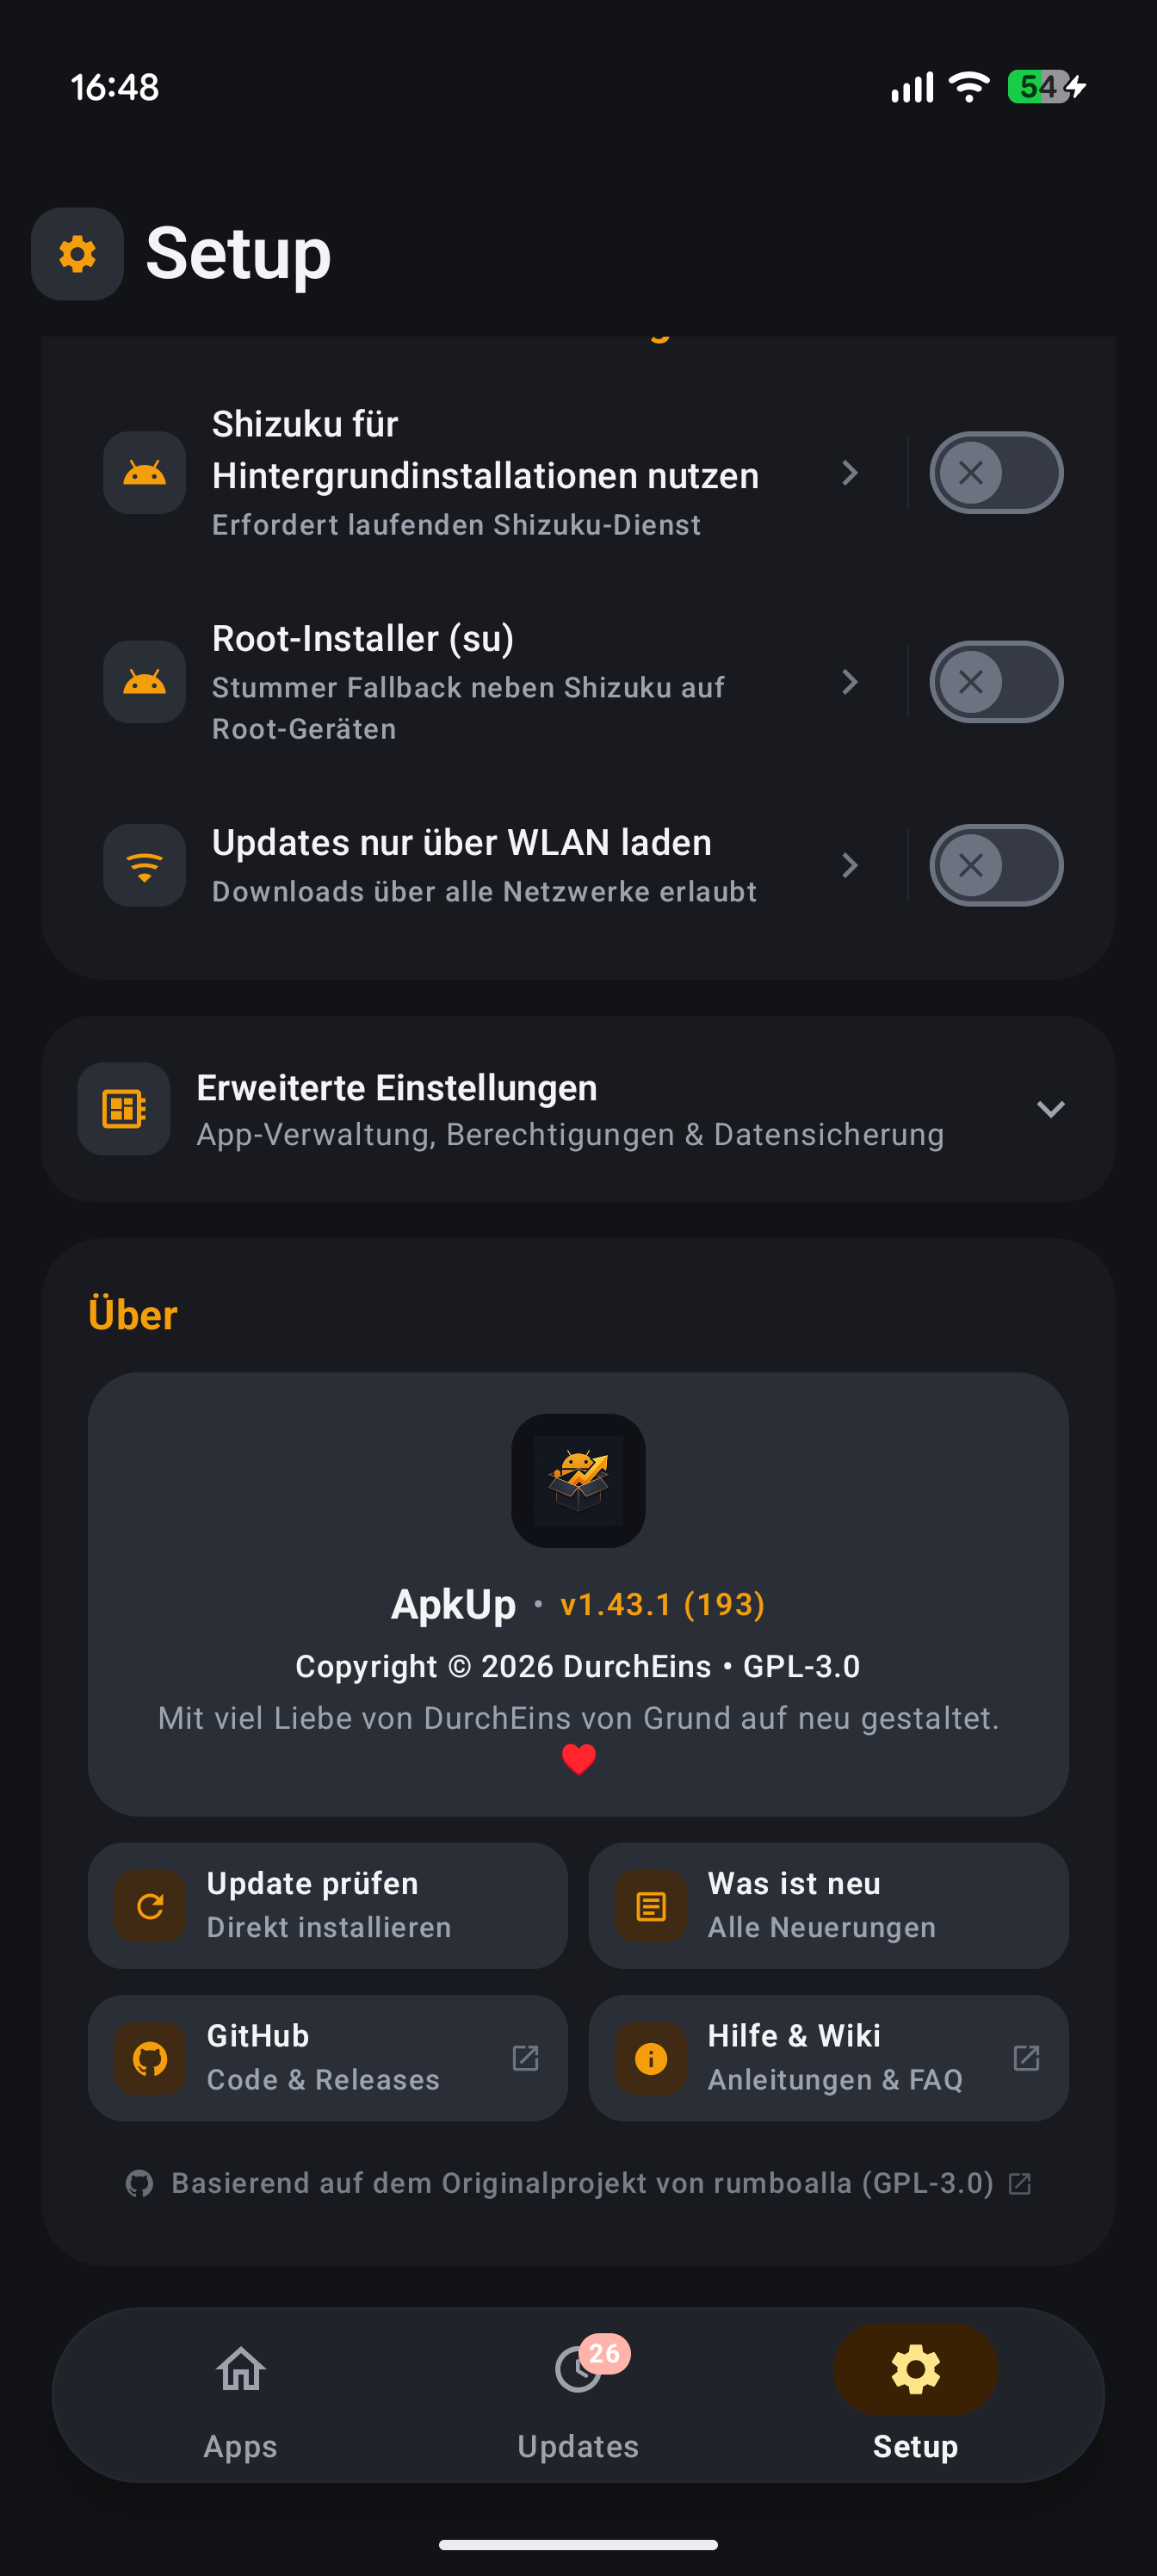 16:48
54
Setup
Shizuku für
Hintergrundinstallationen nutzen
Erfordert laufenden Shizuku-Dienst
Root-Installer (su)
Stummer Fallback neben Shizuku auf
Root-Geräten
Updates nur über WLAN laden
Downloads über alle Netzwerke erlaubt
Erweiterte Einstellungen
App-Verwaltung, Berechtigungen & Datensicherung
Über
ApkUp • v1.43.1 (193)
Copyright © 2026 DurchEins • GPL-3.0
Mit viel Liebe von DurchEins von Grund auf neu gestaltet.
❤️
Update prüfen
Direkt installieren
Was ist neu
Alle Neuerungen
GitHub
Code & Releases
Hilfe & Wiki
Anleitungen & FAQ
Basierend auf dem Originalprojekt von rumboalla (GPL-3.0)
26
Apps
Updates
Setup